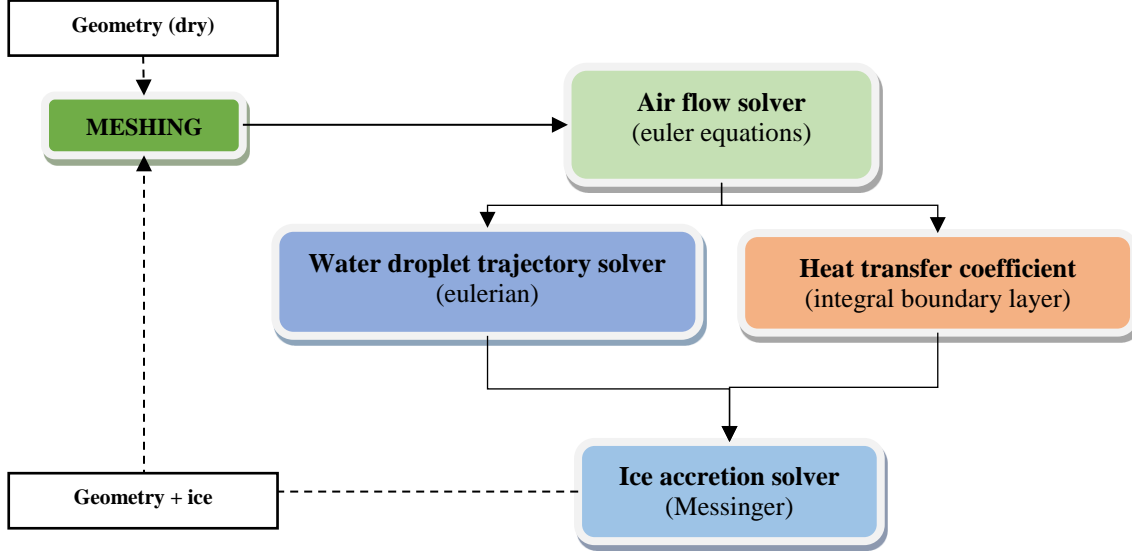 Geometry (dry)
MESHING
Air flow solver
(euler equations)
Water droplet trajectory solver
(eulerian)
Heat transfer coefficient
(integral boundary layer)
Ice accretion solver
(Messinger)
Geometry + ice